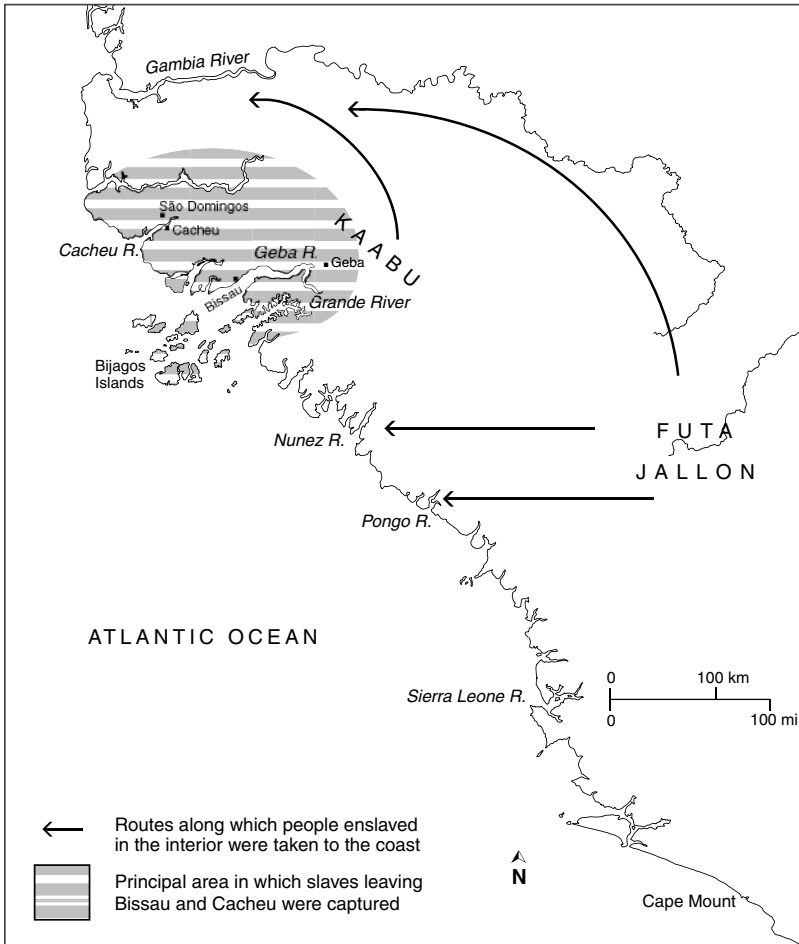 Gambia River
São Domingos
Cacheu
Cacheu R.
KAABU
Geba R.
Geba
Bissau
Grande River
Bijagos
Islands
Nunez R.
FUTA
JALLON
Pongo R.
ATLANTIC OCEAN
0 100 km
Sierra Leone R.
0 100 mi
Routes along which people enslaved
in the interior were taken to the coast
N
Principal area in which slaves leaving
Bissau and Cacheu were captured
Cape Mount